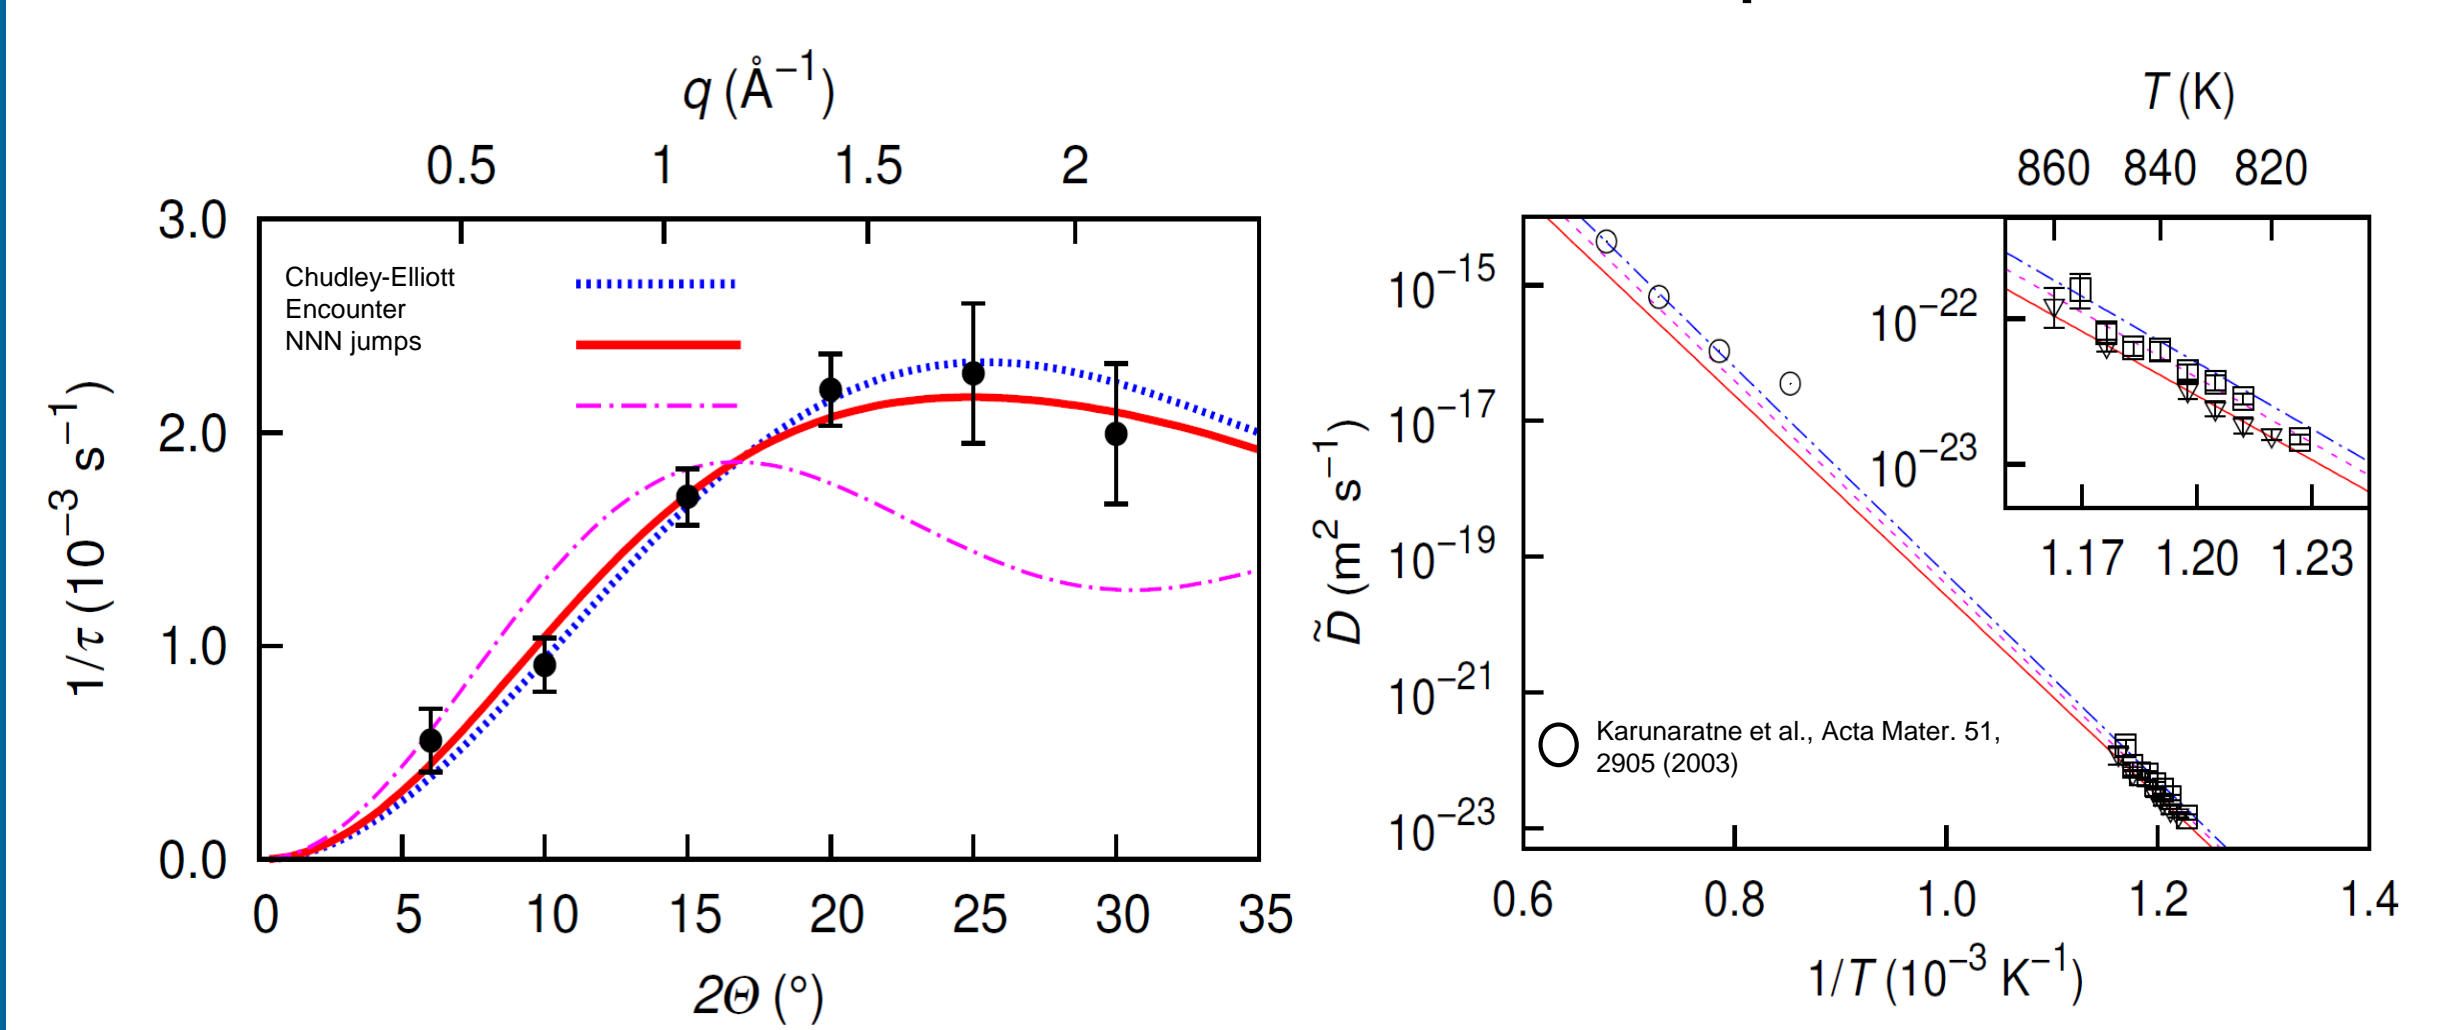 q (Å⁻¹)
0.5 1 1.5 2
3.0
2.0
1.0
0.0
1/τ (10⁻³ s⁻¹)
Chudley-Elliott
Encounter
NNN jumps
0 5 10 15 20 25 30 35
2Θ (°)
T (K)
860 840 820
10⁻¹⁵
10⁻¹⁷
10⁻¹⁹
10⁻²¹
10⁻²³
D̃ (m² s⁻¹)
10⁻²²
10⁻²³
1.17 1.20 1.23
Karunaratne et al., Acta Mater. 51,
2905 (2003)
0.6 0.8 1.0 1.2 1.4
1/T (10⁻³ K⁻¹)